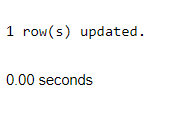 1 row(s) updated.
0.00 seconds